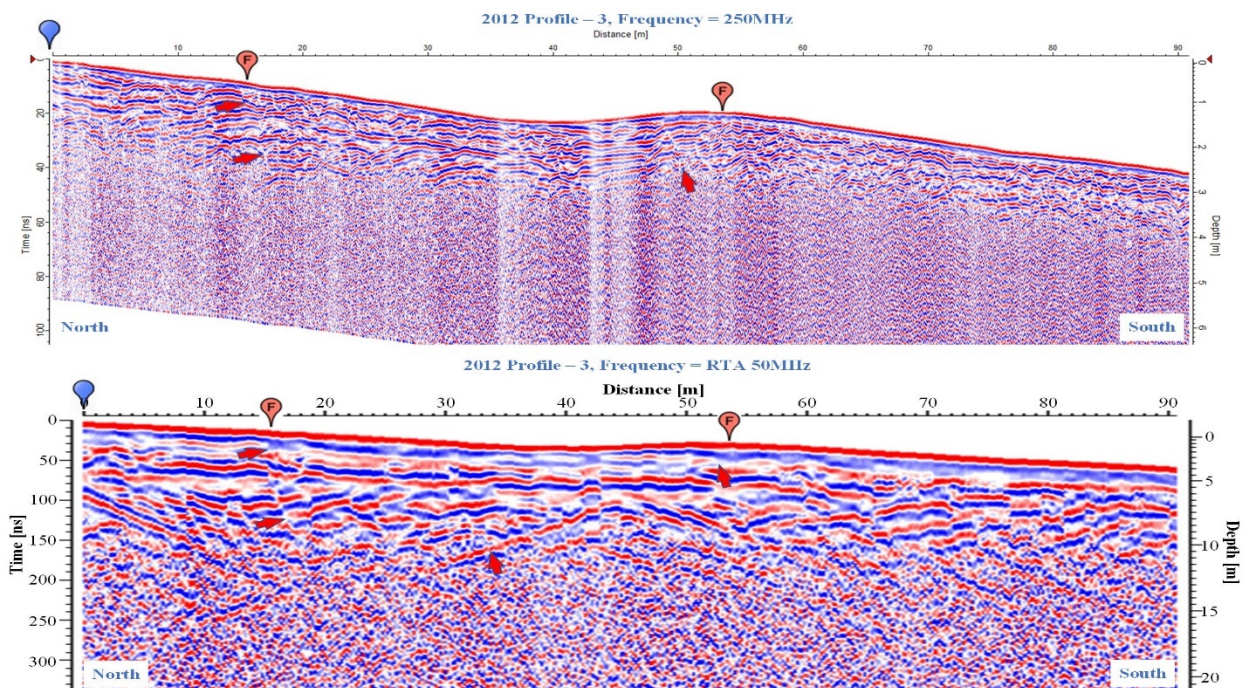 2012 Profile – 3, Frequency = 250MHz
Distance [m]
10 20 30 40 50 60 70 80 90
F
F
Time [ns]
0
20
40
60
80
100
Depth [m]
0
1
2
3
4
5
6
North
South
2012 Profile – 3, Frequency = RTA 50MHz
Distance [m]
0 10 20 30 40 50 60 70 80 90
F
F
Time [ns]
0
50
100
150
200
250
300
Depth [m]
0
5
10
15
20
North
South